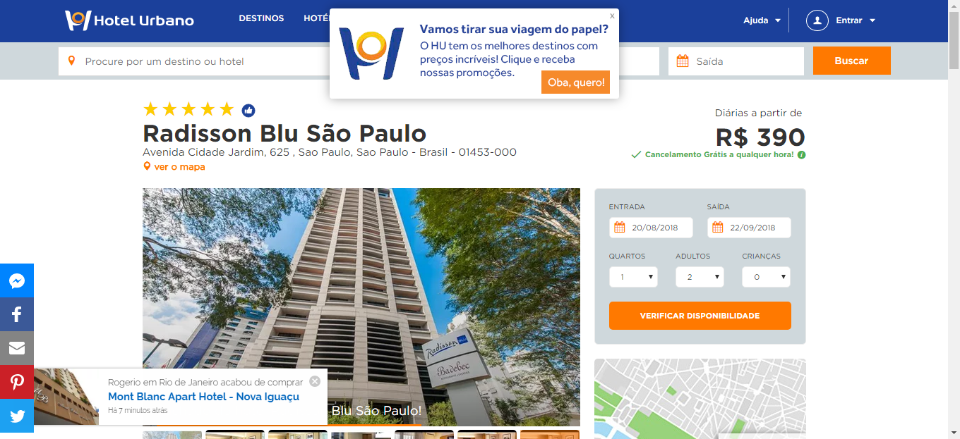 Hotel Urbano
DESTINOS
HOTÉ
Ajuda
Entrar
x
Vamos tirar sua viagem do papel?
O HU tem os melhores destinos com
preços incríveis! Clique e receba
nossas promoções.
Oba, quero!
Procure por um destino ou hotel
Saída
Buscar
Radisson Blu São Paulo
Avenida Cidade Jardim, 625 , Sao Paulo, Sao Paulo - Brasil - 01453-000
ver o mapa
Diárias a partir de
R$ 390
Cancelamento Grátis a qualquer hora!
ENTRADA
SAÍDA
20/08/2018
22/09/2018
QUARTOS
ADULTOS
CRIANÇAS
1
2
0
VERIFICAR DISPONIBILIDADE
Radisson
Badebec
Rogerio em Rio de Janeiro acabou de comprar
Mont Blanc Apart Hotel - Nova Iguaçu
Há 7 minutos atrás
Blu São Paulo!